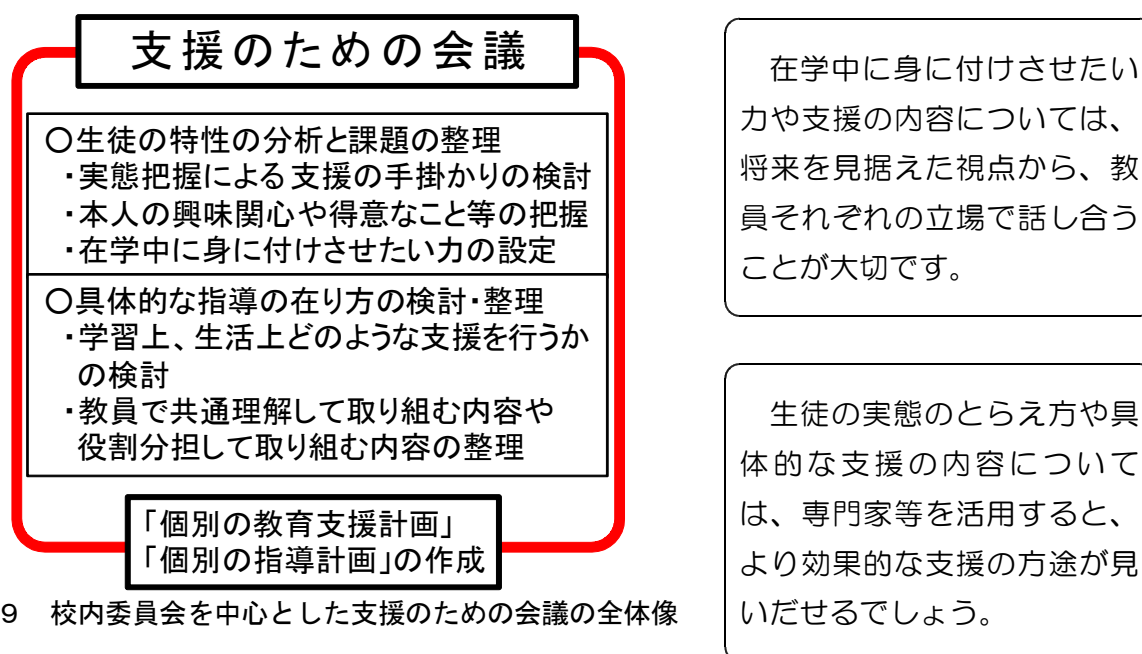 支援のための会議
○生徒の特性の分析と課題の整理
・実態把握による支援の手掛かりの検討
・本人の興味関心や得意なこと等の把握
・在学中に身に付けさせたい力の設定
○具体的な指導の在り方の検討・整理
・学習上、生活上どのような支援を行うか
の検討
・教員で共通理解して取り組む内容や
役割分担して取り組む内容の整理
「個別の教育支援計画」
「個別の指導計画」の作成
9　校内委員会を中心とした支援のための会議の全体像
在学中に身に付けさせたい
力や支援の内容については、
将来を見据えた視点から、教
員それぞれの立場で話し合う
ことが大切です。
生徒の実態のとらえ方や具
体的な支援の内容について
は、専門家等を活用すると、
より効果的な支援の方途が見
いだせるでしょう。